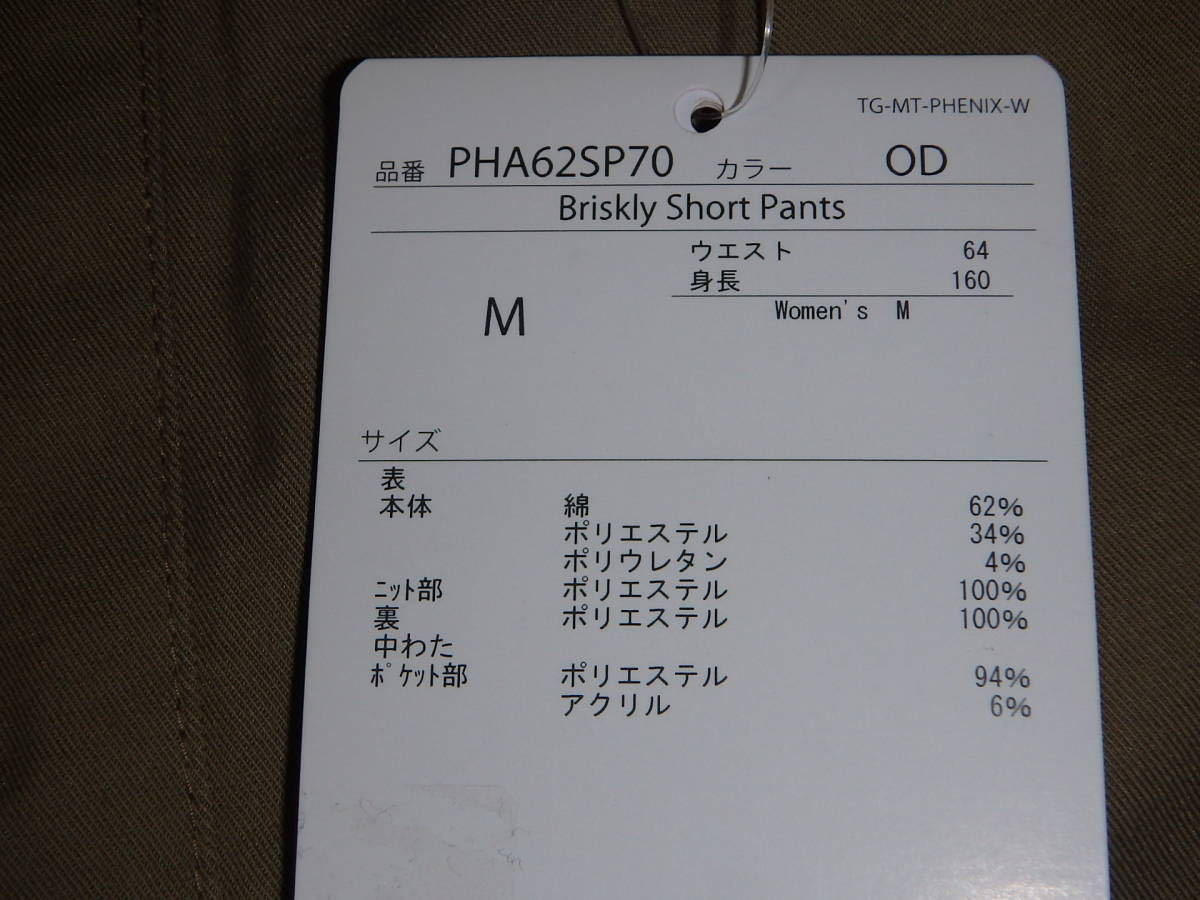 TG-MT-PHENIX-W
品番 PHA62SP70 カラー OD
Briskly Short Pants
ウエスト 64
身長 160
Women's M
M
サイズ
表
本体 綿 62%
ポリエステル 34%
ポリウレタン 4%
ﾆｯﾄ部 ポリエステル 100%
裏 ポリエステル 100%
中わた
ﾎﾟｹｯﾄ部 ポリエステル 94%
アクリル 6%